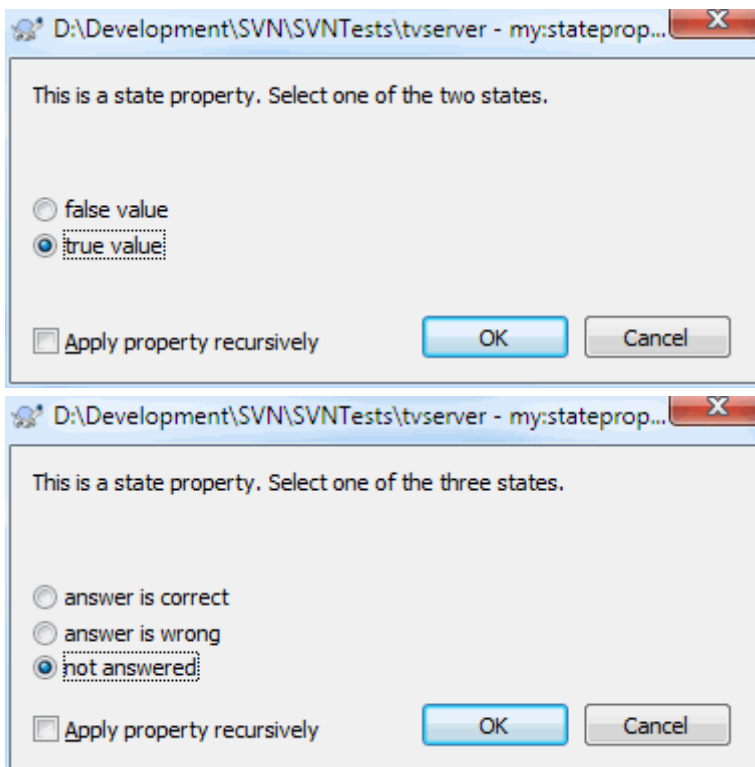 D:\Development\SVN\SVNTests\tvserver - my:stateprop...
This is a state property. Select one of the two states.
false value
true value
Apply property recursively OK Cancel
D:\Development\SVN\SVNTests\tvserver - my:stateprop...
This is a state property. Select one of the three states.
answer is correct
answer is wrong
not answered
Apply property recursively OK Cancel